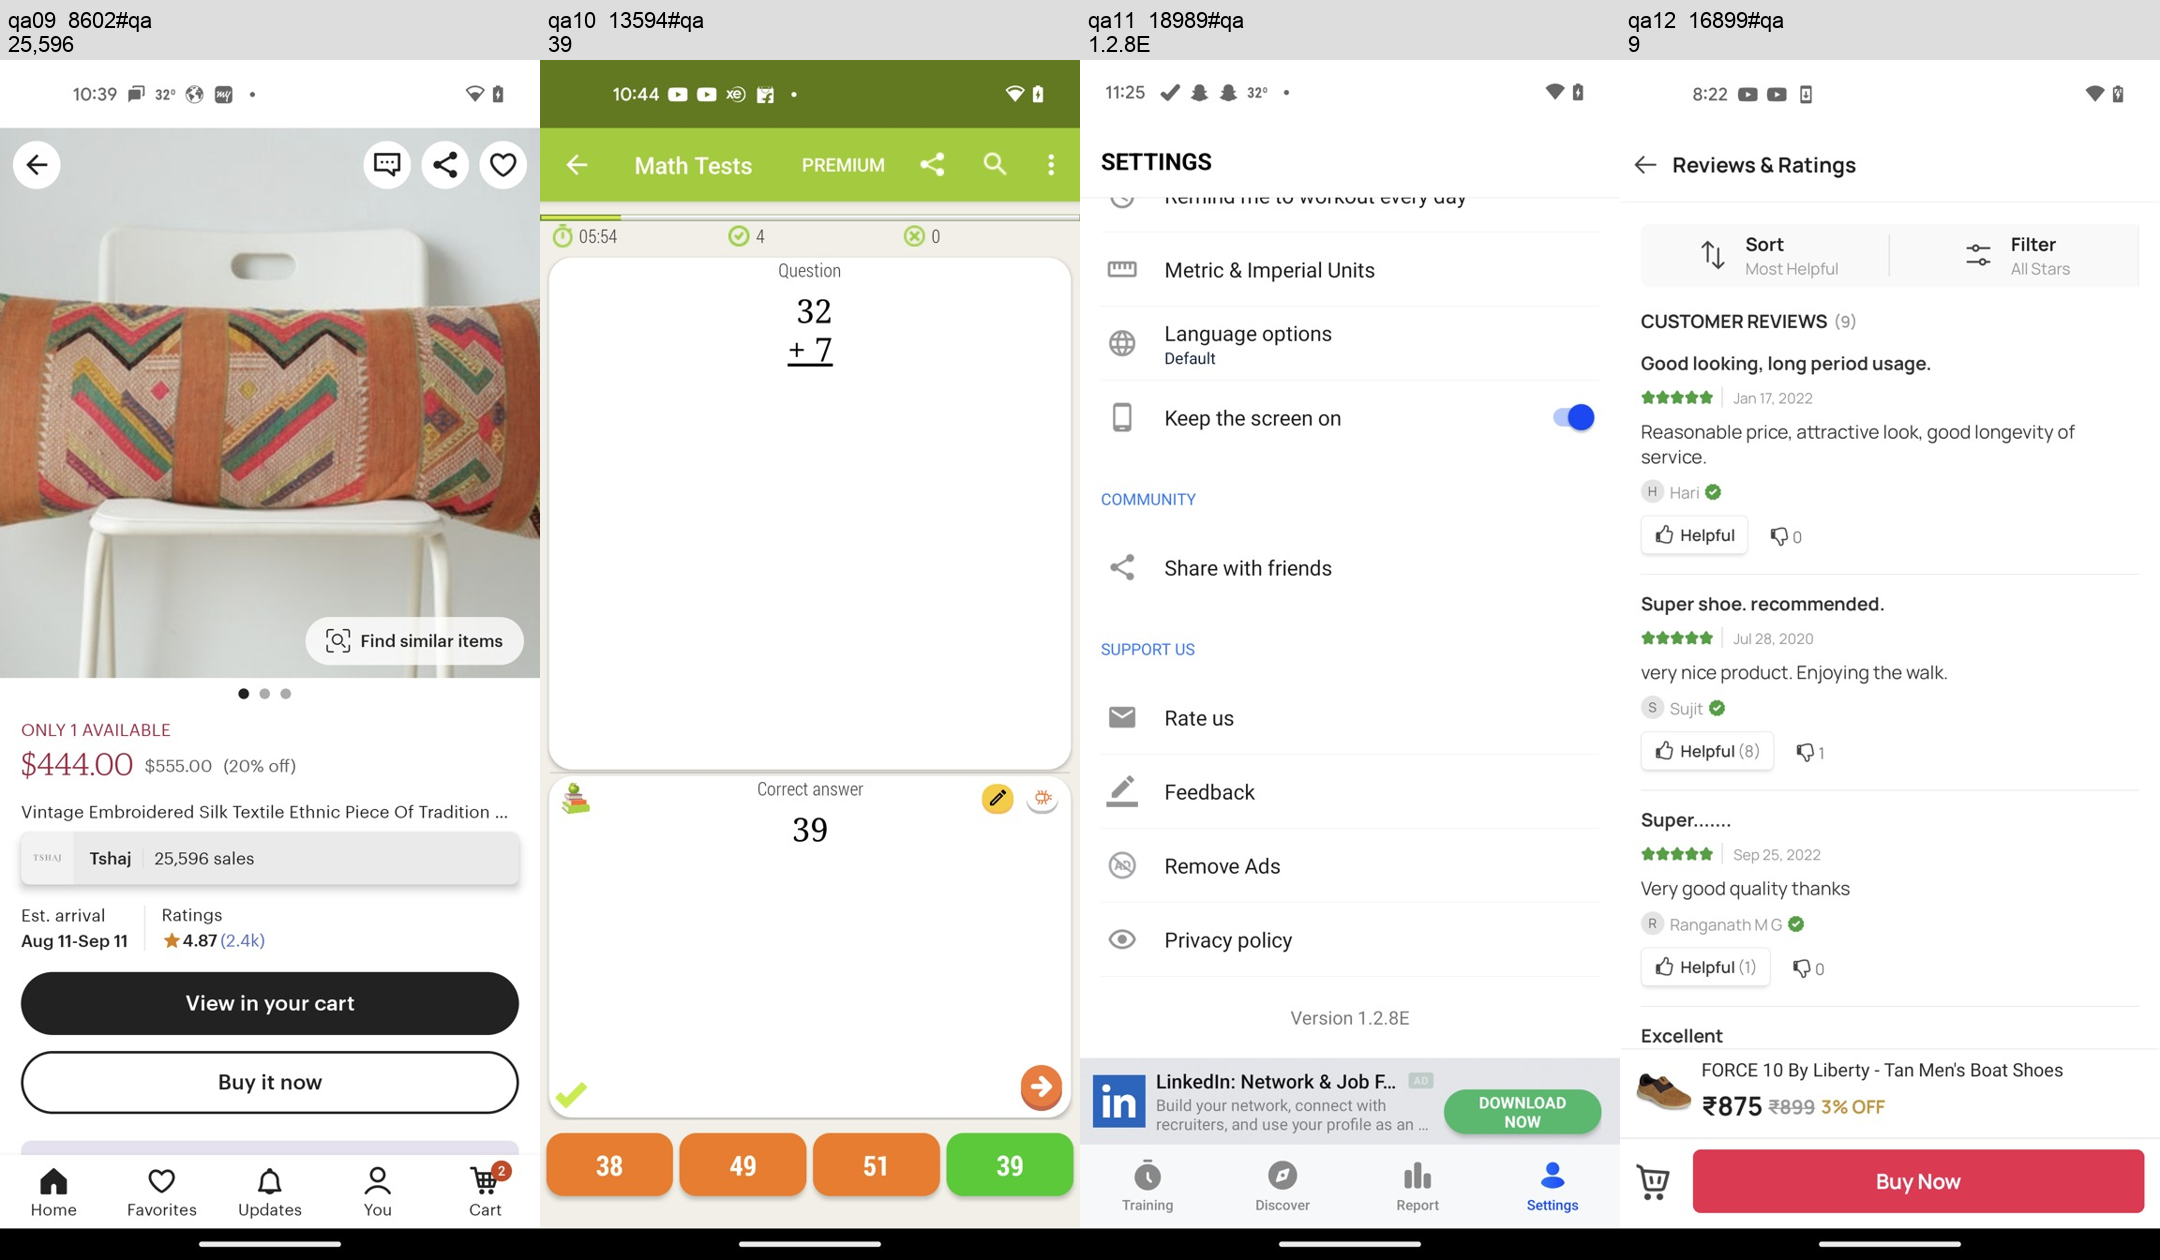 qa09 8602#qa
25,596
10:39 32°
Find similar items
ONLY 1 AVAILABLE
$444.00 $555.00 (20% off)
Vintage Embroidered Silk Textile Ethnic Piece Of Tradition ...
TSHAJ Tshaj 25,596 sales
Est. arrival Ratings
Aug 11-Sep 11 4.87 (2.4k)
View in your cart
Buy it now
2
Home Favorites Updates You Cart
qa10 13594#qa
39
10:44 xe
Math Tests PREMIUM
05:54 4 0
Question
32
+ 7
Correct answer
39
38 49 51 39
qa11 18989#qa
1.2.8E
11:25 32°
SETTINGS
Remind me to workout every day
Metric & Imperial Units
Language options
Default
Keep the screen on
COMMUNITY
Share with friends
SUPPORT US
Rate us
Feedback
AD Remove Ads
Privacy policy
Version 1.2.8E
in LinkedIn: Network & Job F... AD
Build your network, connect with
recruiters, and use your profile as an ...
DOWNLOAD
NOW
Training Discover Report Settings
qa12 16899#qa
9
8:22
Reviews & Ratings
Sort
Most Helpful
Filter
All Stars
CUSTOMER REVIEWS (9)
Good looking, long period usage.
Jan 17, 2022
Reasonable price, attractive look, good longevity of
service.
H Hari
Helpful 0
Super shoe. recommended.
Jul 28, 2020
very nice product. Enjoying the walk.
S Sujit
Helpful (8) 1
Super.......
Sep 25, 2022
Very good quality thanks
R Ranganath M G
Helpful (1) 0
Excellent
FORCE 10 By Liberty - Tan Men's Boat Shoes
₹875 ₹899 3% OFF
Buy Now